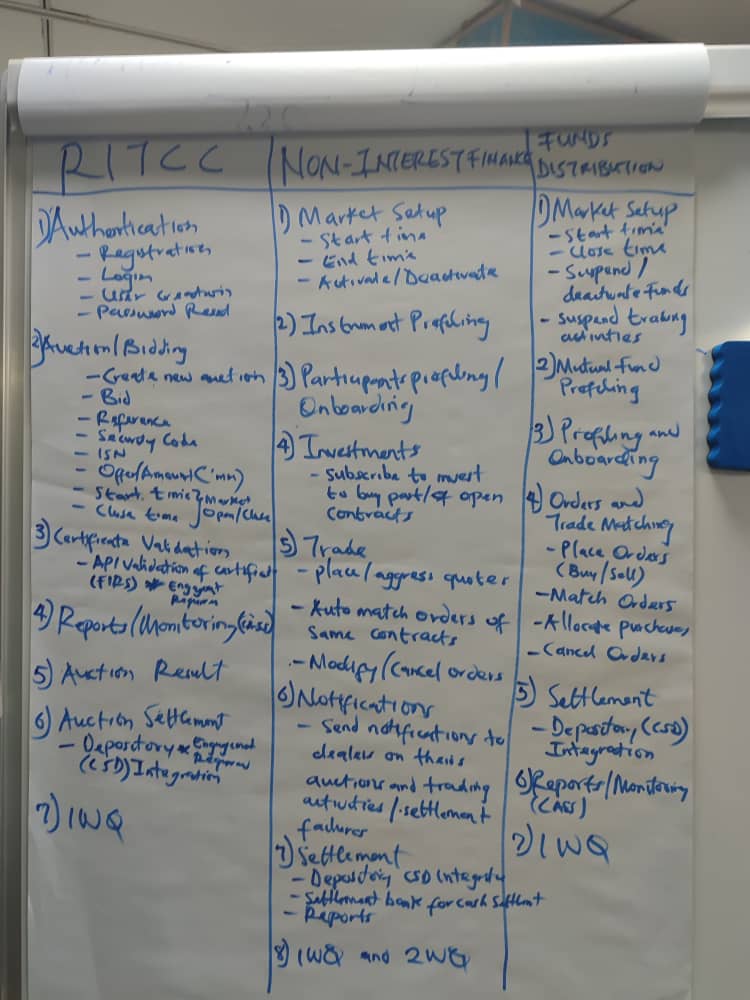 RITCC
1) Authentication
- Registration
- Login
- User Creation
- Password Reset
2) Auction/Bidding
- Create new auction
- Bid
- Reference
- Security Code
- ISN
- Offer/Amount ('mn)
- Start time } Market
- Close time } Open/Close
3) Certificate Validation
- API Validation of certificate
(FIRS) * Engagement
Required
4) Reports/Monitoring
5) Auction Result
6) Auction Settlement
- Depository * Engagement
Required
(CSD) Integration
7) 1WQ
NON-INTEREST FINANCE
1) Market Setup
- Start time
- End time
- Activate/Deactivate
2) Instrument Profiling
3) Participants profiling/
Onboarding
4) Investments
- Subscribe to invest
to buy part/of open
contracts
5) Trade
- place/aggress quotes
- Auto match orders of
same contracts
- Modify/Cancel orders
6) Notifications
- Send notifications to
dealers on their
auctions and trading
activities/settlement
failures
7) Settlement
- Depository CSD Integrate
- Settlement bank for cash settlement
- Reports
8) 1WQ and 2WQ
FUNDS
DISTRIBUTION
1) Market Setup
- Start time
- Close time
- Suspend/
deactivate funds
- suspend trading
activities
2) Mutual Fund
Profiling
3) Profiling and
Onboarding
4) Orders and
Trade Matching
- Place Orders
(Buy/Sell)
- Match Orders
- Allocate purchases
- Cancel Orders
5) Settlement
- Depository (CSD)
Integration
6) Reports/Monitoring
7) 1WQ